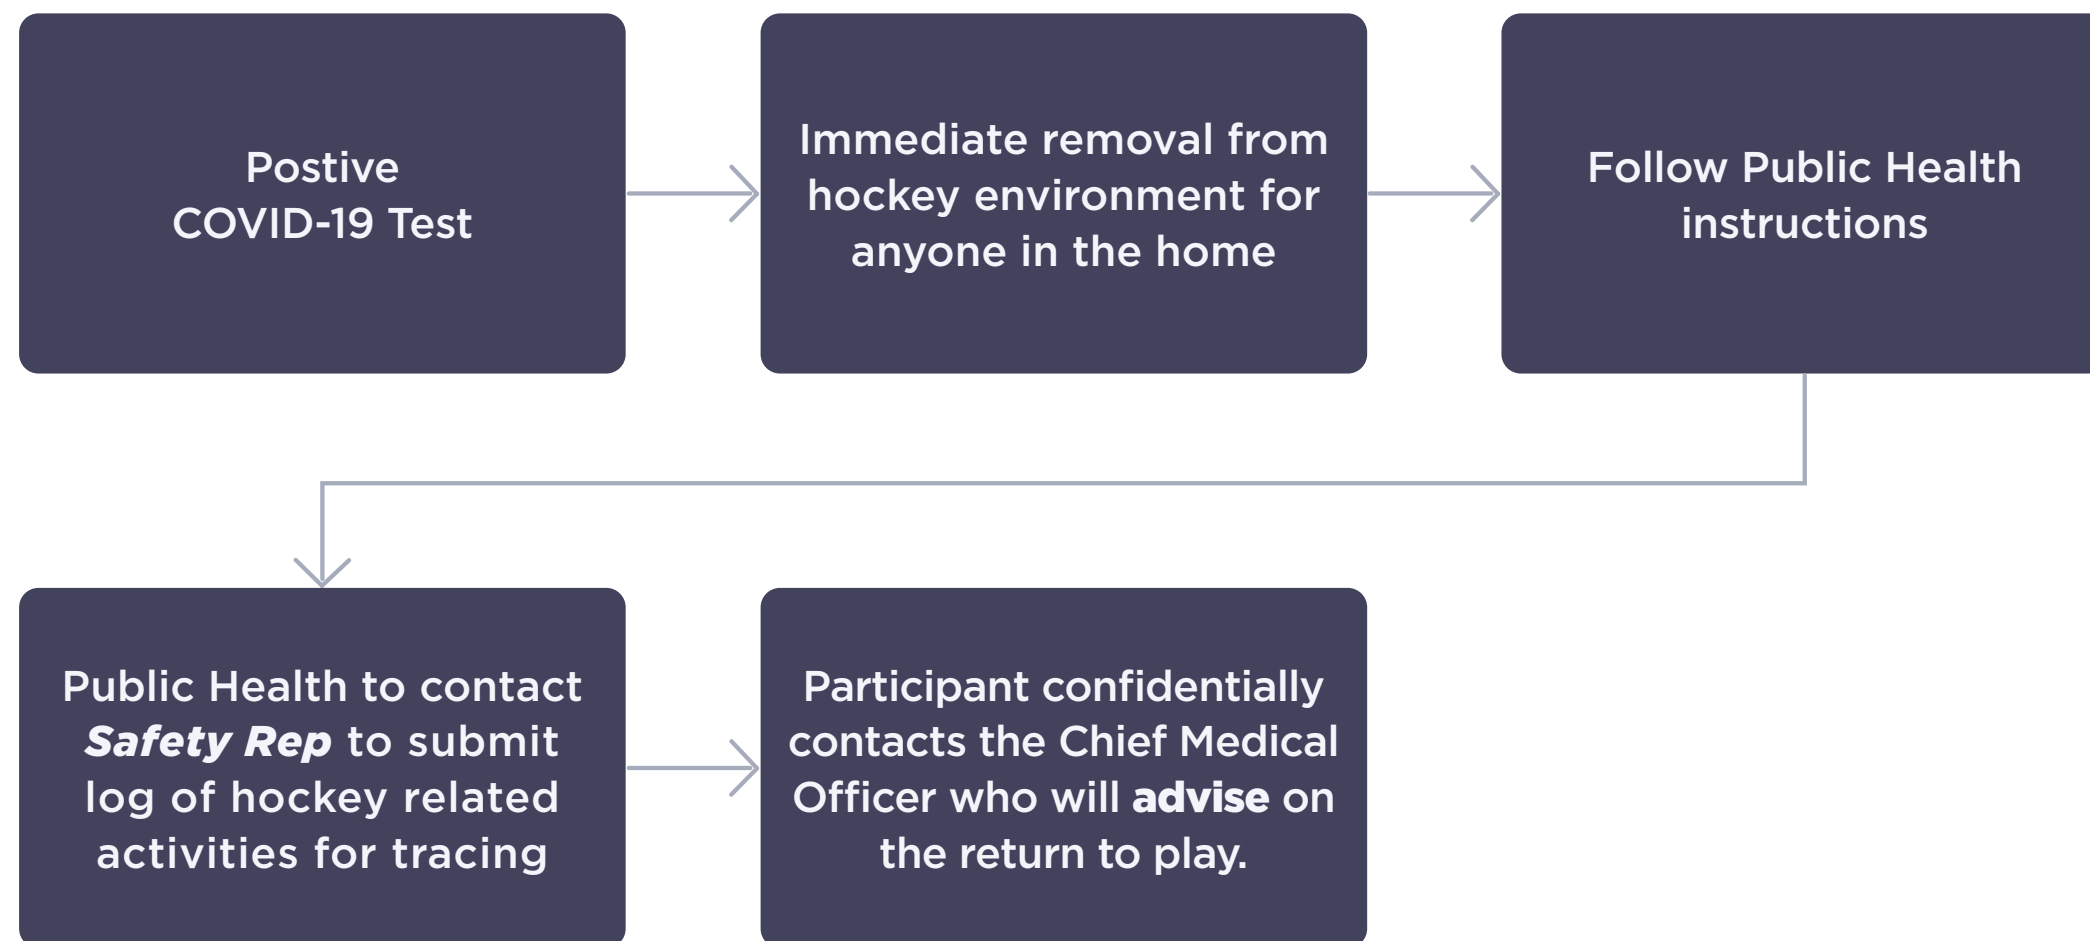 Postive
COVID-19 Test
Immediate removal from
hockey environment for
anyone in the home
Follow Public Health
instructions
Public Health to contact
Safety Rep to submit
log of hockey related
activities for tracing
Participant confidentially
contacts the Chief Medical
Officer who will advise on
the return to play.